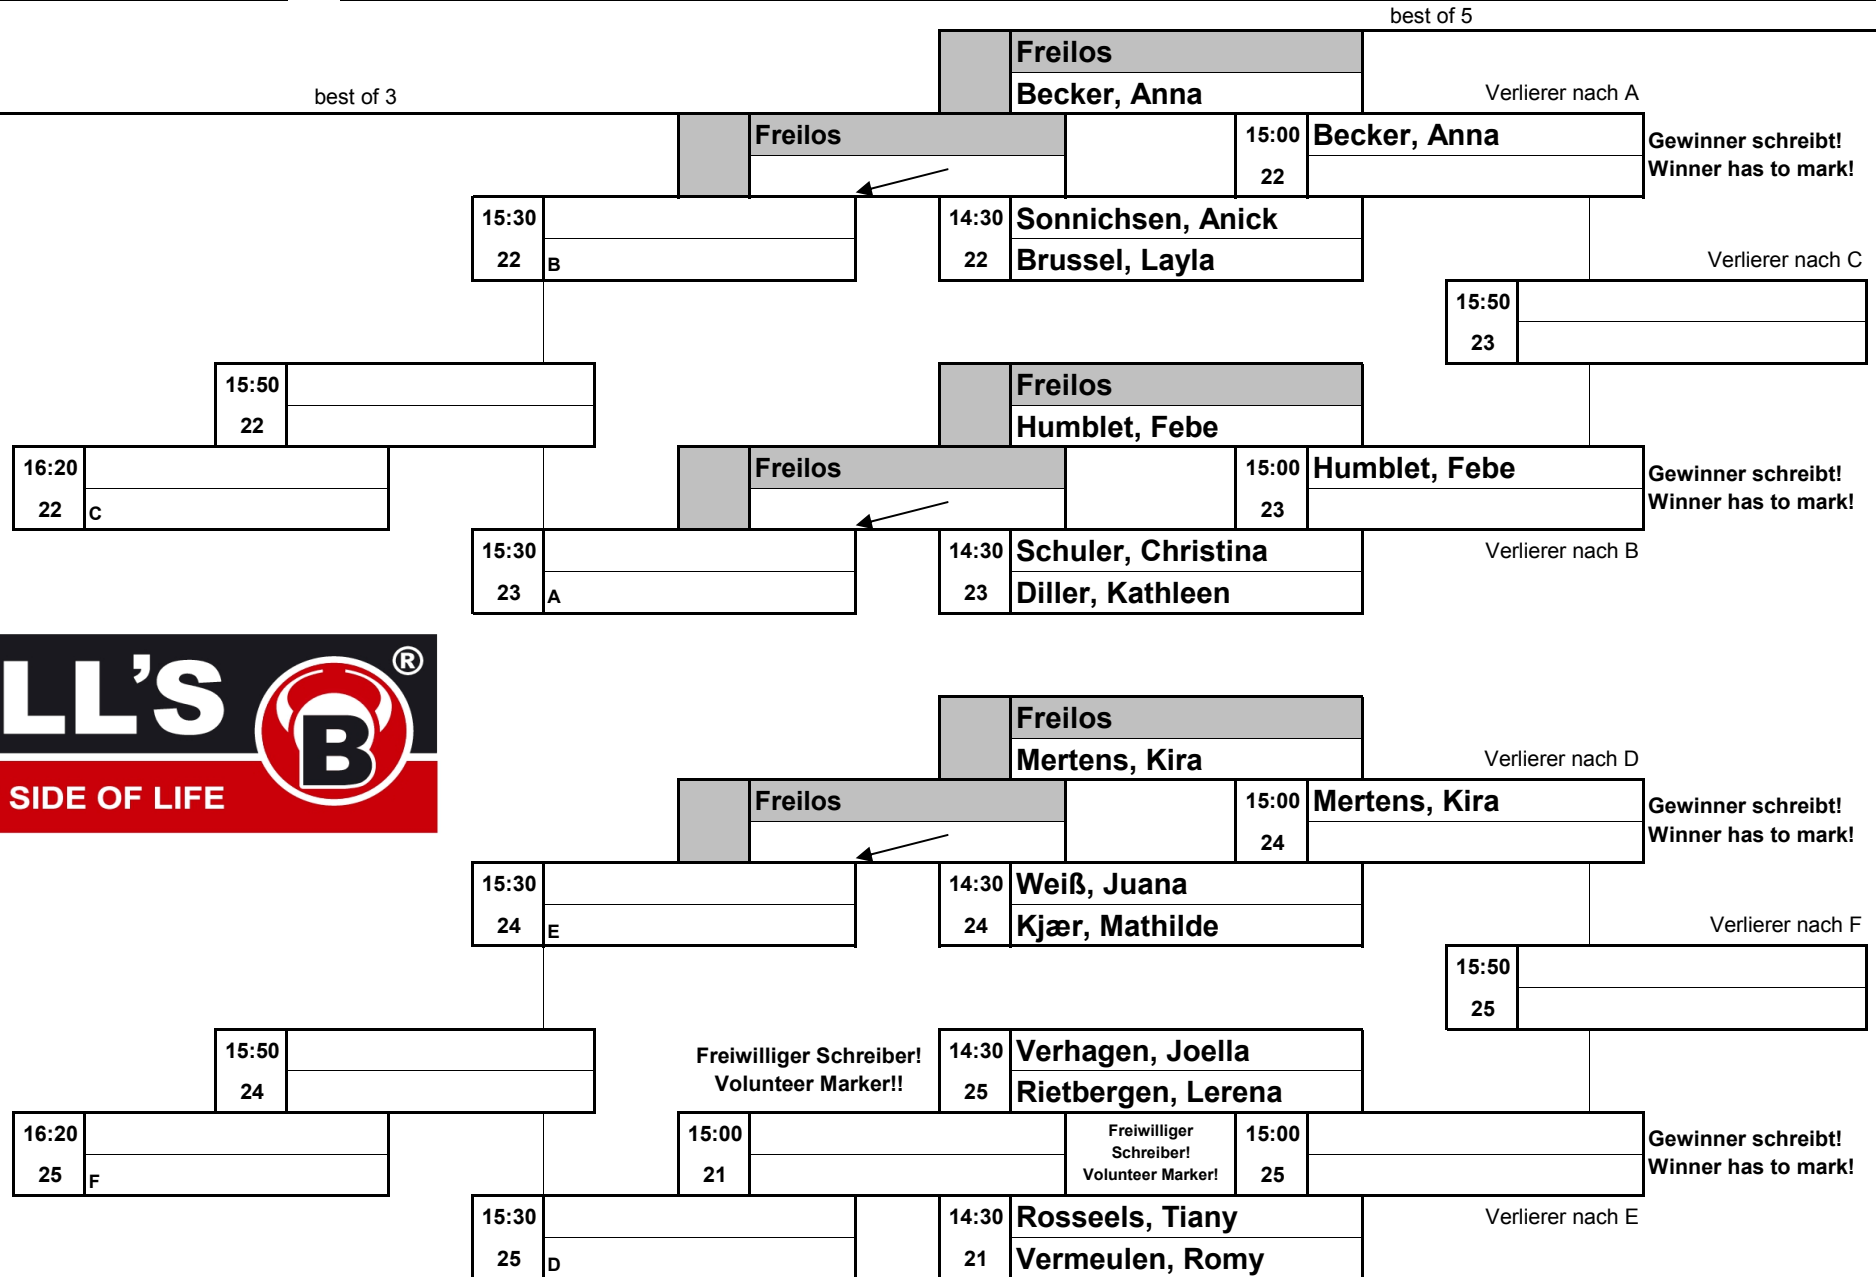 best of 5
Freilos
best of 3
Becker, Anna
Verlierer nach A
Freilos
15:00 Becker, Anna
22
Gewinner schreibt!
Winner has to mark!
15:30
22 B
14:30 Sonnichsen, Anick
22 Brussel, Layla
Verlierer nach C
15:50
23
15:50
22
Freilos
Humblet, Febe
16:20
22 C
Freilos
15:00 Humblet, Febe
23
Gewinner schreibt!
Winner has to mark!
15:30
23 A
14:30 Schuler, Christina
23 Diller, Kathleen
Verlierer nach B
LL'S B ®
SIDE OF LIFE
Freilos
Mertens, Kira
Verlierer nach D
Freilos
15:00 Mertens, Kira
24
Gewinner schreibt!
Winner has to mark!
15:30
24 E
14:30 Weiß, Juana
24 Kjær, Mathilde
Verlierer nach F
15:50
25
15:50
24
Freiwilliger Schreiber!
Volunteer Marker!!
14:30 Verhagen, Joella
25 Rietbergen, Lerena
16:20
25 F
15:00
21
Freiwilliger
Schreiber!
Volunteer Marker!
15:00
25
Gewinner schreibt!
Winner has to mark!
15:30
25 D
14:30 Rosseels, Tiany
21 Vermeulen, Romy
Verlierer nach E